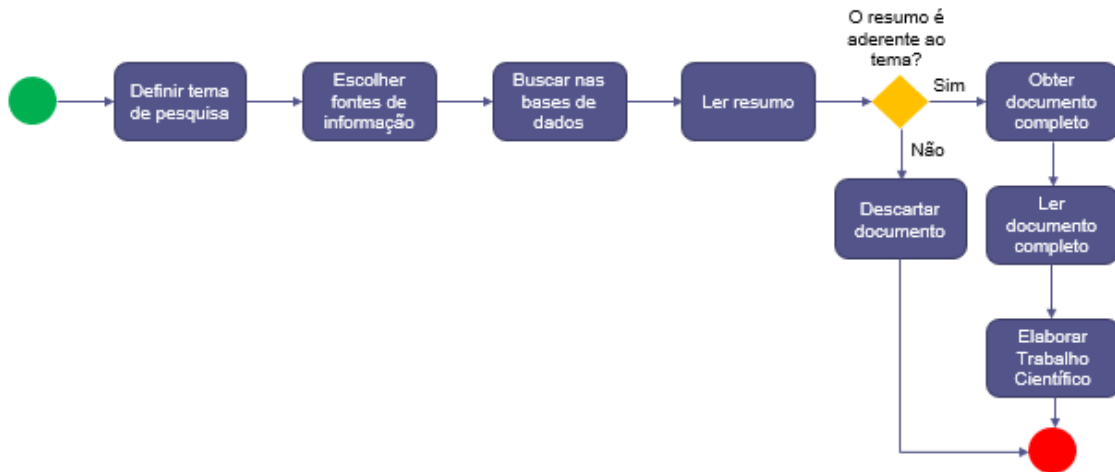 Definir tema
de pesquisa
Escolher
fontes de
informação
Buscar nas
bases de
dados
Ler resumo
O resumo é
aderente ao
tema?
Sim
Obter
documento
completo
Não
Descartar
documento
Ler
documento
completo
Elaborar
Trabalho
Científico